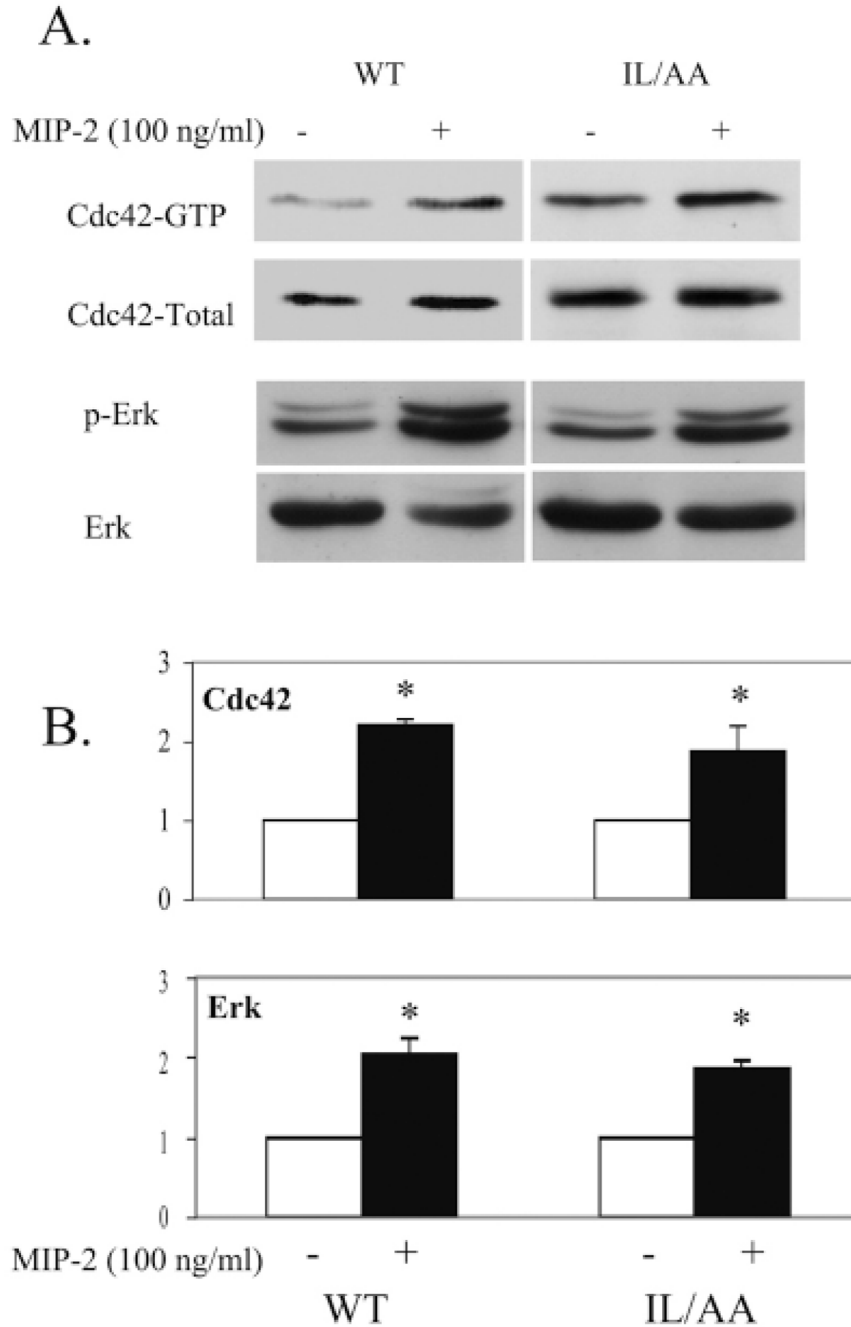 A.
WT IL/AA
MIP-2 (100 ng/ml) - + - +
Cdc42-GTP
Cdc42-Total
p-Erk
Erk
B.
3
Cdc42
* *
2
1
0
3
Erk
* *
2
1
0
MIP-2 (100 ng/ml) - + - +
WT IL/AA